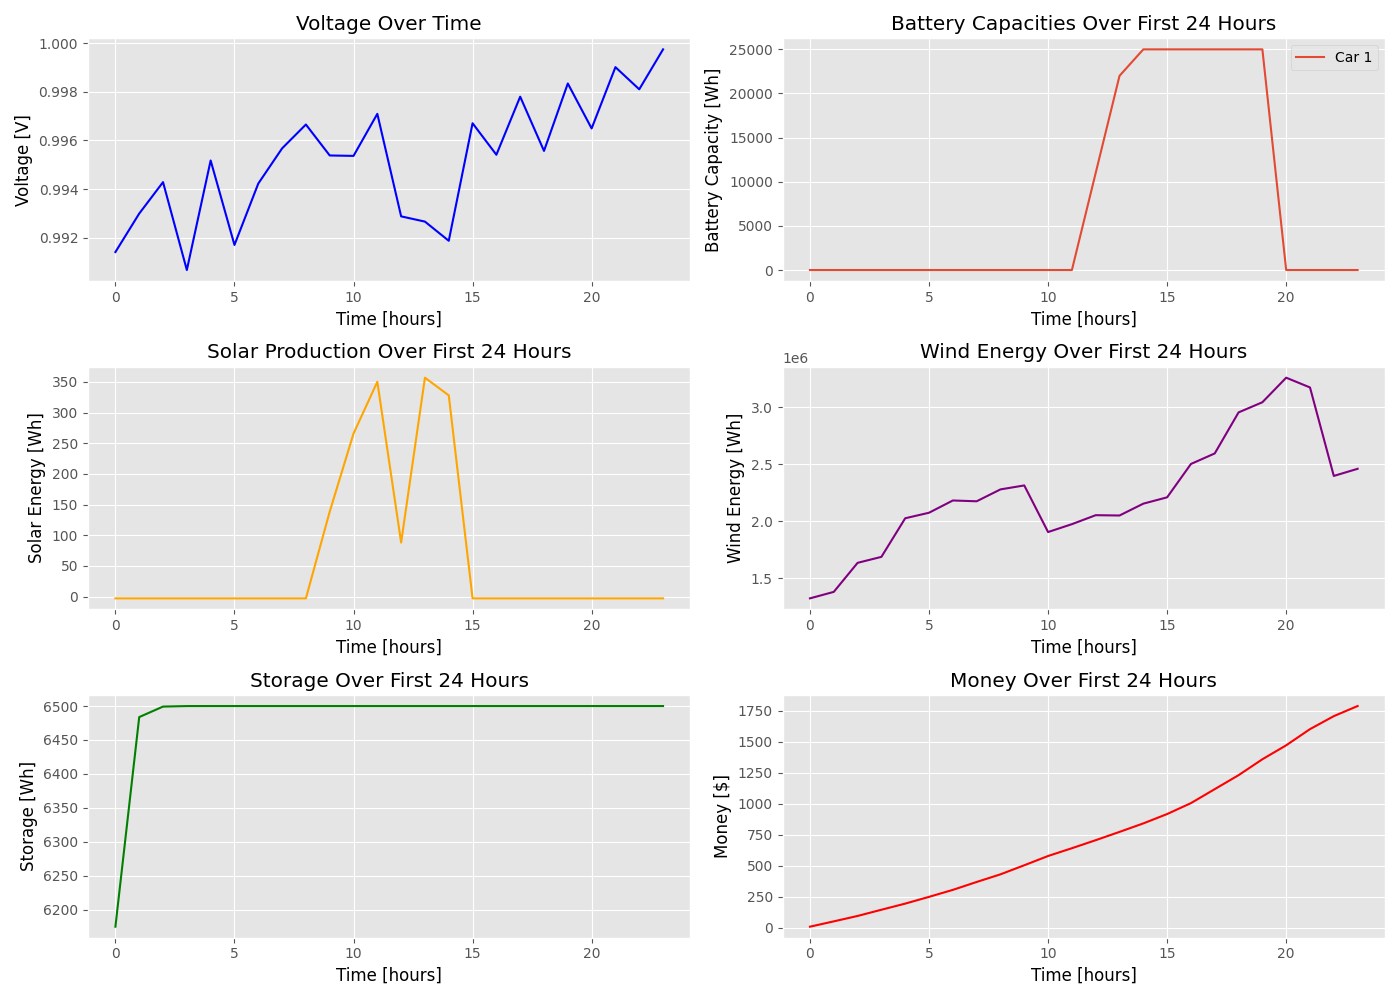 Voltage Over Time
Voltage [V]
1.000
0.998
0.996
0.994
0.992
0 5 10 15 20
Time [hours]
Battery Capacities Over First 24 Hours
Battery Capacity [Wh]
25000
20000
15000
10000
5000
0
Car 1
0 5 10 15 20
Time [hours]
Solar Production Over First 24 Hours
Solar Energy [Wh]
350
300
250
200
150
100
50
0
0 5 10 15 20
Time [hours]
Wind Energy Over First 24 Hours
1e6
Wind Energy [Wh]
3.0
2.5
2.0
1.5
0 5 10 15 20
Time [hours]
Storage Over First 24 Hours
Storage [Wh]
6500
6450
6400
6350
6300
6250
6200
0 5 10 15 20
Time [hours]
Money Over First 24 Hours
Money [$]
1750
1500
1250
1000
750
500
250
0
0 5 10 15 20
Time [hours]